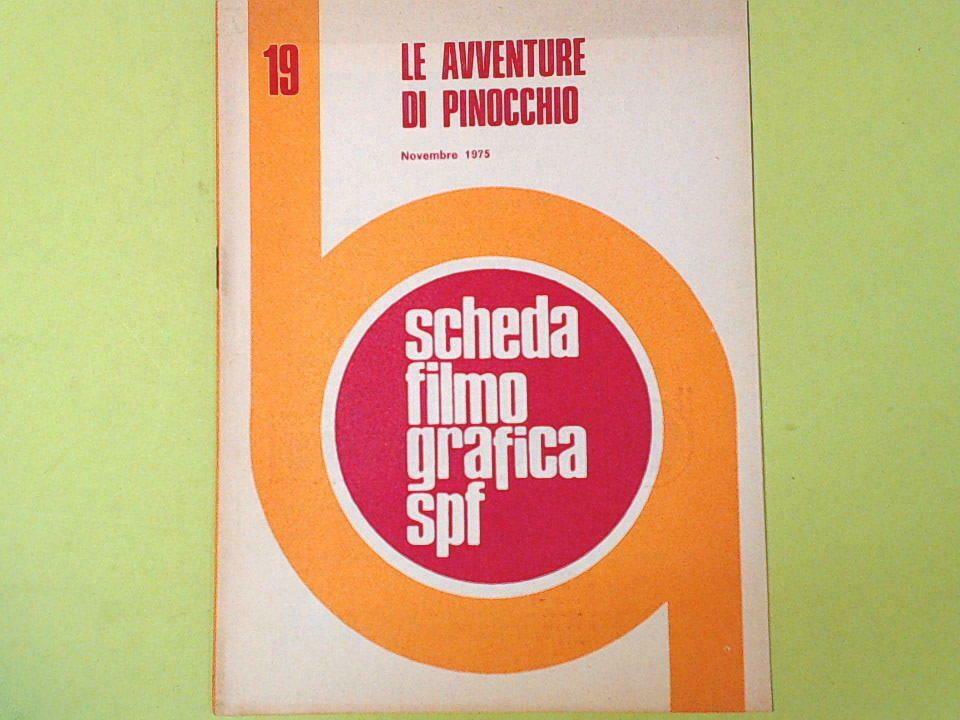 19
LE AVVENTURE
DI PINOCCHIO
Novembre 1975
scheda
filmo
grafica
spf